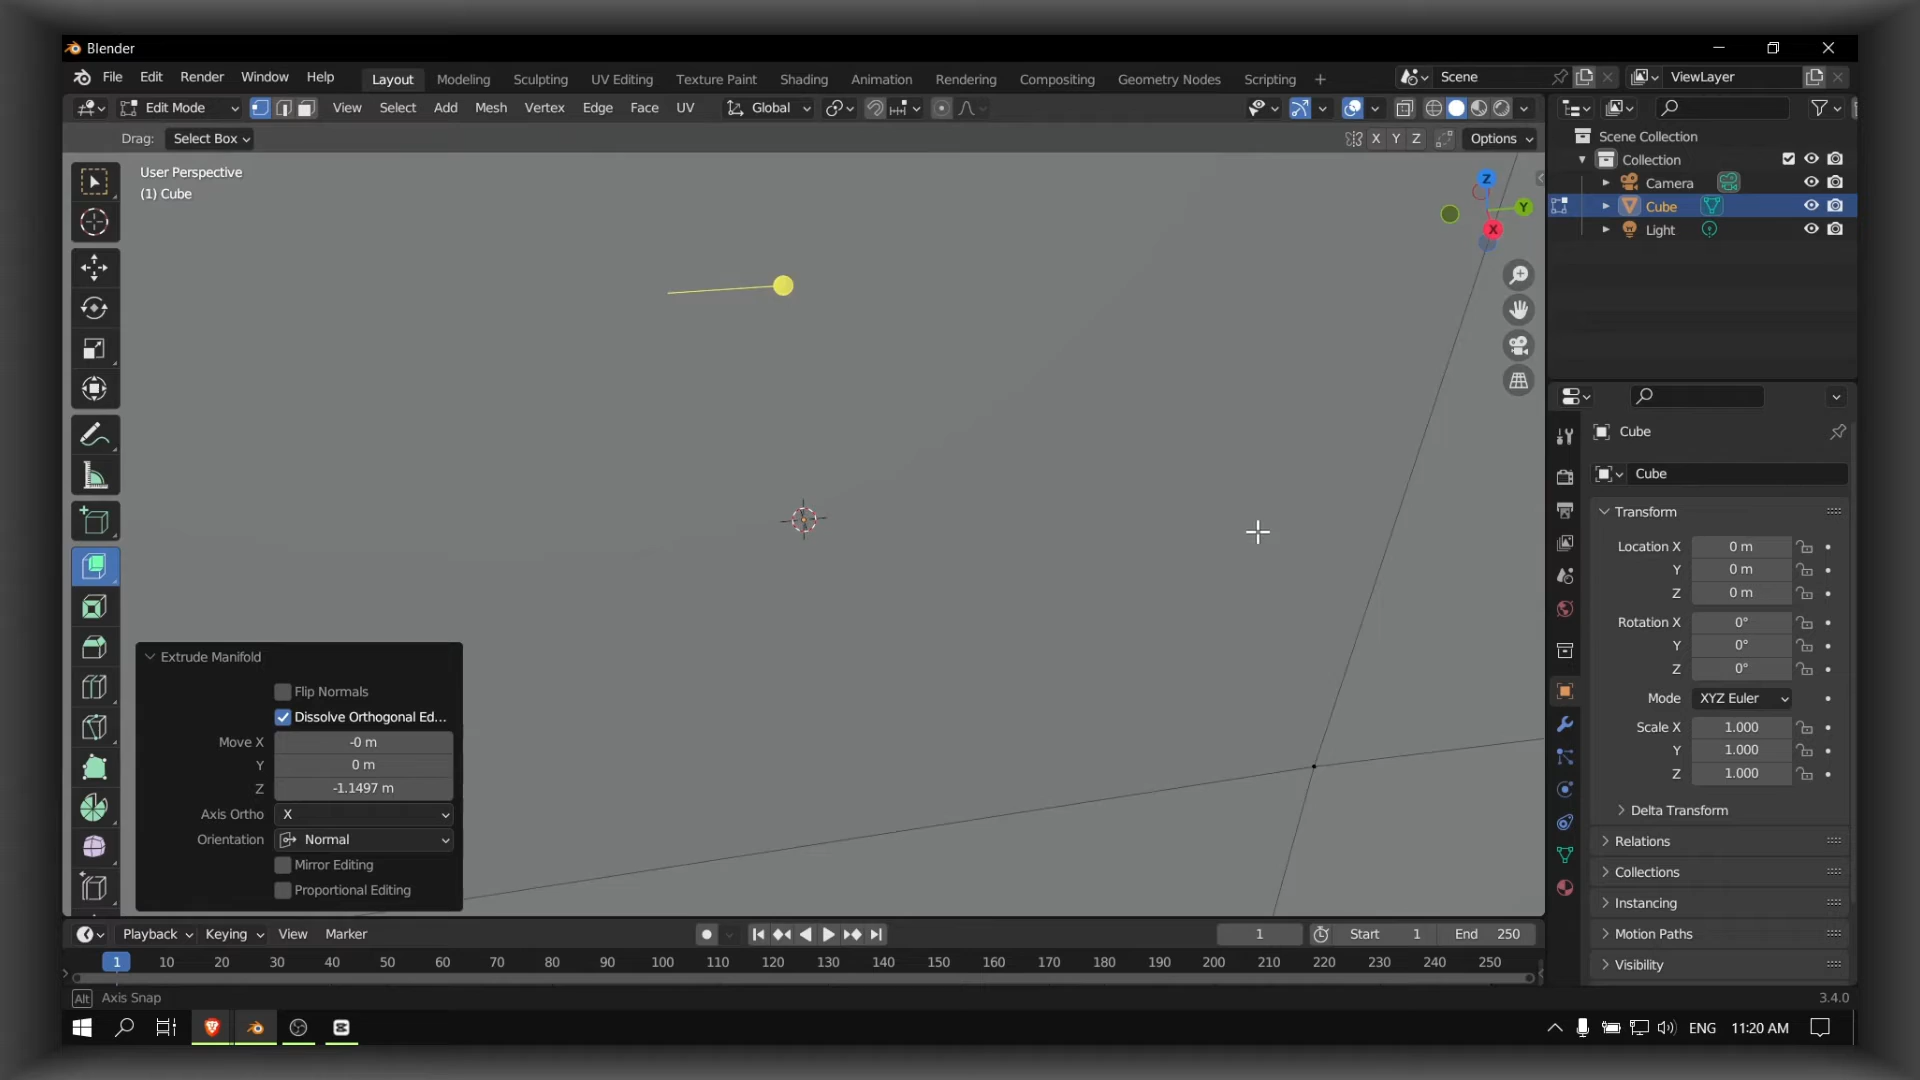 Blender
File Edit Render Window Help Layout Modeling Sculpting UV Editing Texture Paint Shading Animation Rendering Compositing Geometry Nodes Scripting + Scene ViewLayer
Edit Mode View Select Add Mesh Vertex Edge Face UV Global
Drag: Select Box X Y Z Options
User Perspective
(1) Cube
Z
Y
X
Scene Collection
Collection
Camera
Cube
Light
Cube
Cube
Transform
Location X 0 m
Y 0 m
Z 0 m
Rotation X 0°
Y 0°
Z 0°
Mode XYZ Euler
Scale X 1.000
Y 1.000
Z 1.000
Delta Transform
Relations
Collections
Instancing
Motion Paths
Visibility
Extrude Manifold
Flip Normals
Dissolve Orthogonal Ed...
Move X -0 m
Y 0 m
Z -1.1497 m
Axis Ortho X
Orientation Normal
Mirror Editing
Proportional Editing
Playback Keying View Marker 1 Start 1 End 250
1 10 20 30 40 50 60 70 80 90 100 110 120 130 140 150 160 170 180 190 200 210 220 230 240 250
Alt Axis Snap 3.4.0
ENG 11:20 AM